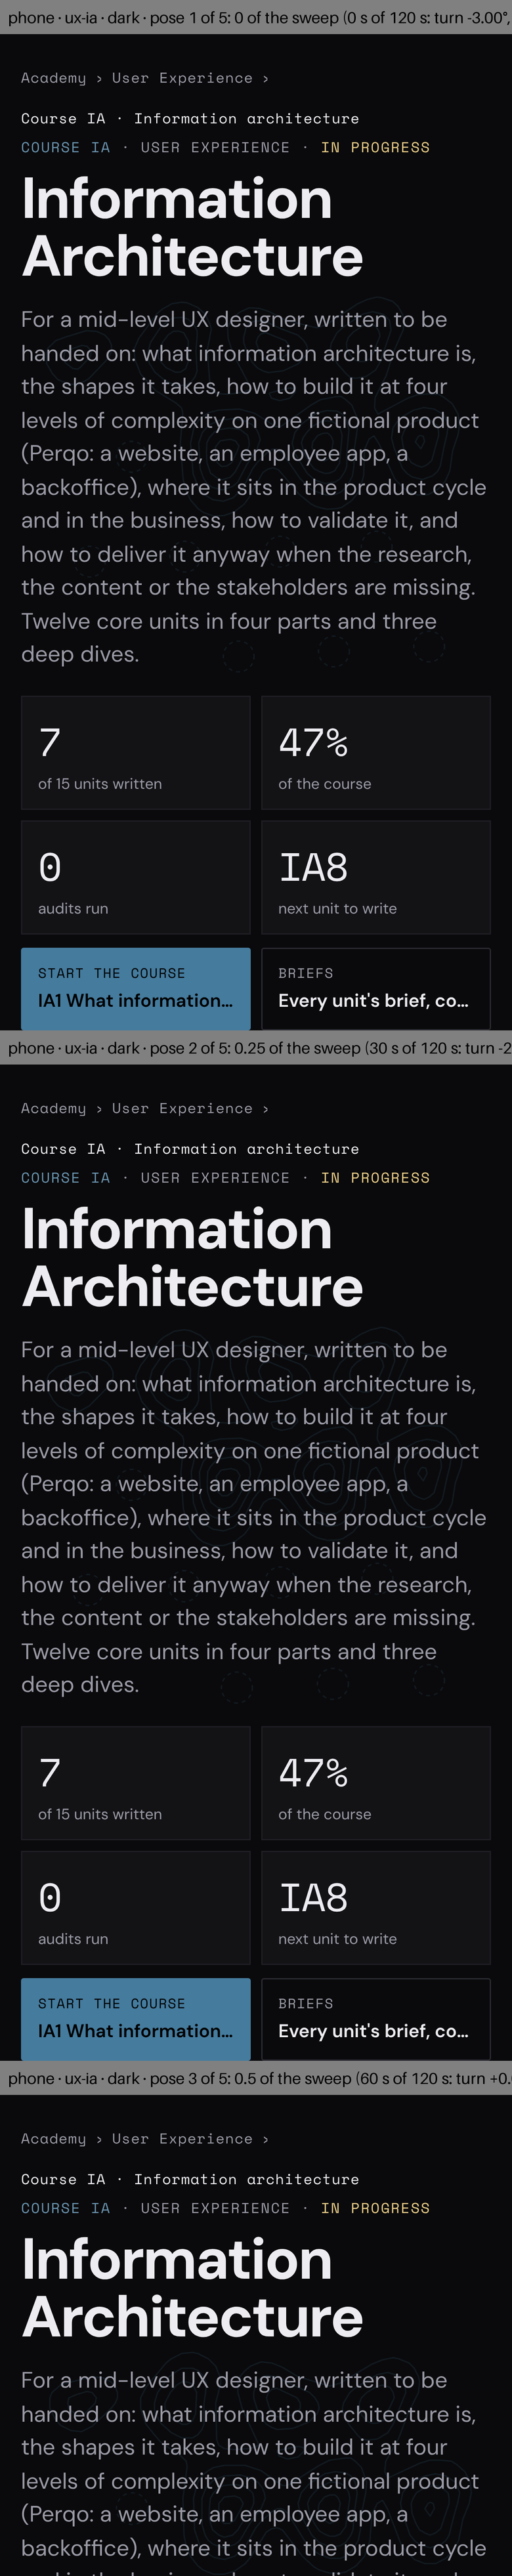 phone · ux-ia · dark · pose 1 of 5: 0 of the sweep (0 s of 120 s: turn -3.00°,
Academy › User Experience ›
Course IA · Information architecture
COURSE IA · USER EXPERIENCE · IN PROGRESS
Information
Architecture
For a mid-level UX designer, written to be
handed on: what information architecture is,
the shapes it takes, how to build it at four
levels of complexity on one fictional product
(Perqo: a website, an employee app, a
backoffice), where it sits in the product cycle
and in the business, how to validate it, and
how to deliver it anyway when the research,
the content or the stakeholders are missing.
Twelve core units in four parts and three
deep dives.
7
of 15 units written
47%
of the course
0
audits run
IA8
next unit to write
START THE COURSE
IA1 What information...
BRIEFS
Every unit's brief, co...
phone · ux-ia · dark · pose 2 of 5: 0.25 of the sweep (30 s of 120 s: turn -2
Academy › User Experience ›
Course IA · Information architecture
COURSE IA · USER EXPERIENCE · IN PROGRESS
Information
Architecture
For a mid-level UX designer, written to be
handed on: what information architecture is,
the shapes it takes, how to build it at four
levels of complexity on one fictional product
(Perqo: a website, an employee app, a
backoffice), where it sits in the product cycle
and in the business, how to validate it, and
how to deliver it anyway when the research,
the content or the stakeholders are missing.
Twelve core units in four parts and three
deep dives.
7
of 15 units written
47%
of the course
0
audits run
IA8
next unit to write
START THE COURSE
IA1 What information...
BRIEFS
Every unit's brief, co...
phone · ux-ia · dark · pose 3 of 5: 0.5 of the sweep (60 s of 120 s: turn +0.
Academy › User Experience ›
Course IA · Information architecture
COURSE IA · USER EXPERIENCE · IN PROGRESS
Information
Architecture
For a mid-level UX designer, written to be
handed on: what information architecture is,
the shapes it takes, how to build it at four
levels of complexity on one fictional product
(Perqo: a website, an employee app, a
backoffice), where it sits in the product cycle